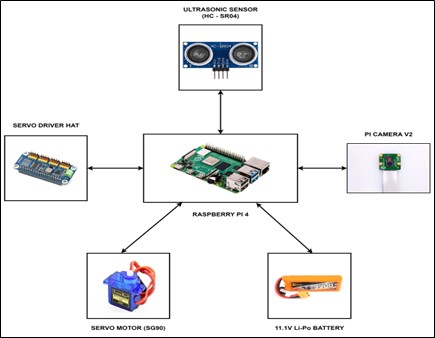 ULTRASONIC SENSOR
(HC - SR04)
SERVO DRIVER HAT
PI CAMERA V2
RASPBERRY PI 4
SERVO MOTOR (SG90)
11.1V Li-Po BATTERY